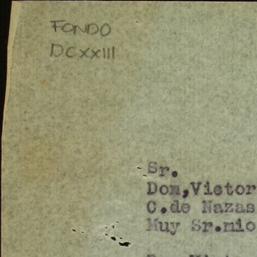 FONDO
DCXXIII
Sr.
Dom,Victor
C.de Nazas
Muy Sr.mio